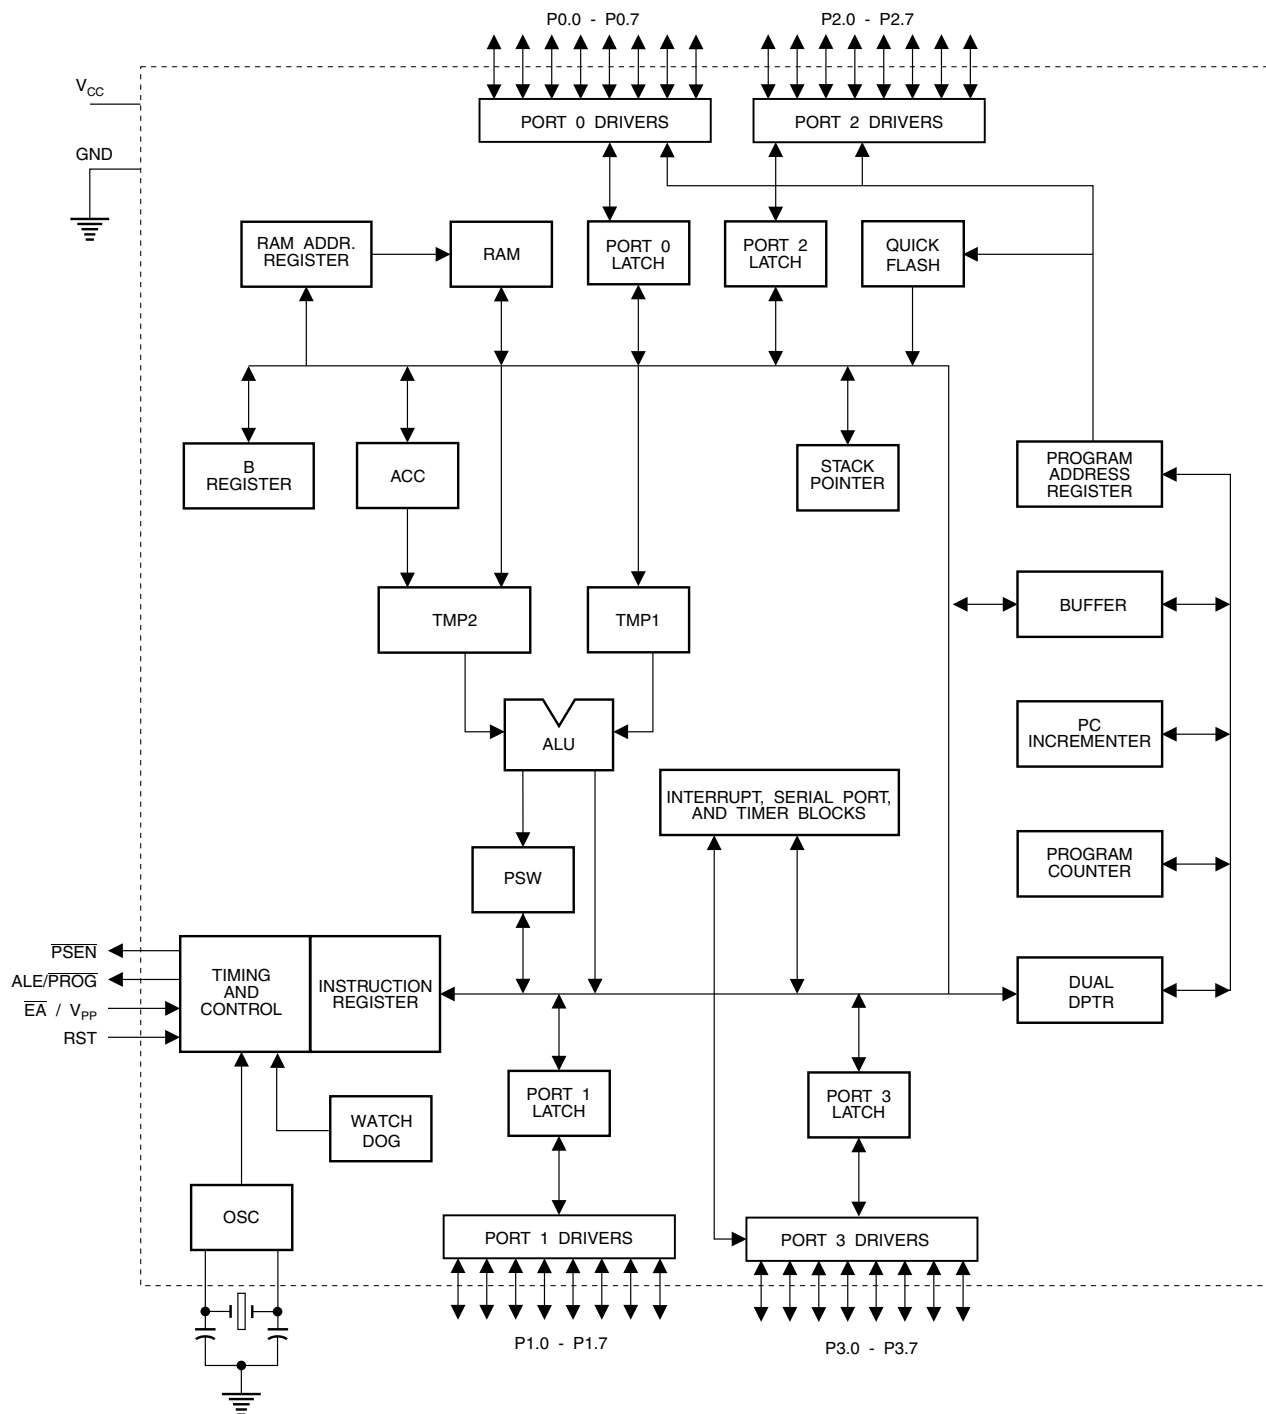 P0.0 - P0.7
P2.0 - P2.7
VCC
PORT 0 DRIVERS
PORT 2 DRIVERS
GND
RAM ADDR.
REGISTER
RAM
PORT 0
LATCH
PORT 2
LATCH
QUICK
FLASH
B
REGISTER
ACC
STACK
POINTER
PROGRAM
ADDRESS
REGISTER
TMP2
TMP1
BUFFER
ALU
PC
INCREMENTER
INTERRUPT, SERIAL PORT,
AND TIMER BLOCKS
PSW
PROGRAM
COUNTER
PSEN
ALE/PROG
EA / VPP
RST
TIMING
AND
CONTROL
INSTRUCTION
REGISTER
DUAL
DPTR
WATCH
DOG
PORT 1
LATCH
PORT 3
LATCH
OSC
PORT 1 DRIVERS
PORT 3 DRIVERS
P1.0 - P1.7
P3.0 - P3.7